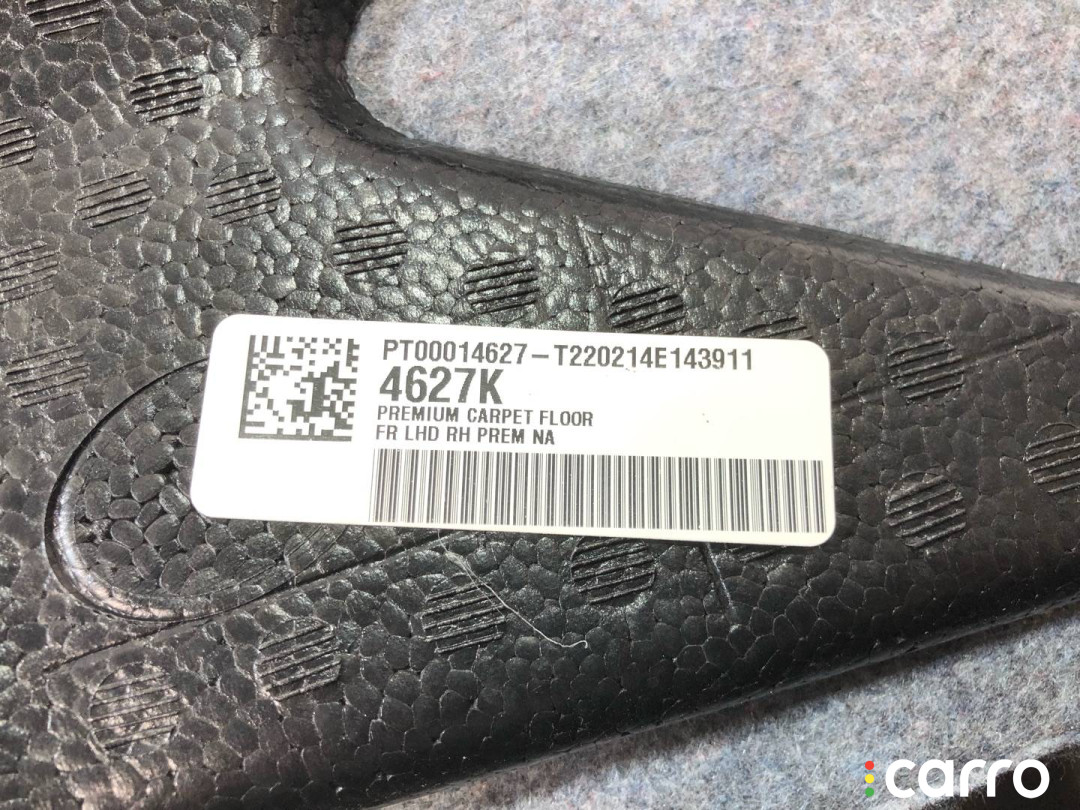 PT00014627-T220214E143911
4627K
PREMIUM CARPET FLOOR
FR LHD RH PREM NA
carro